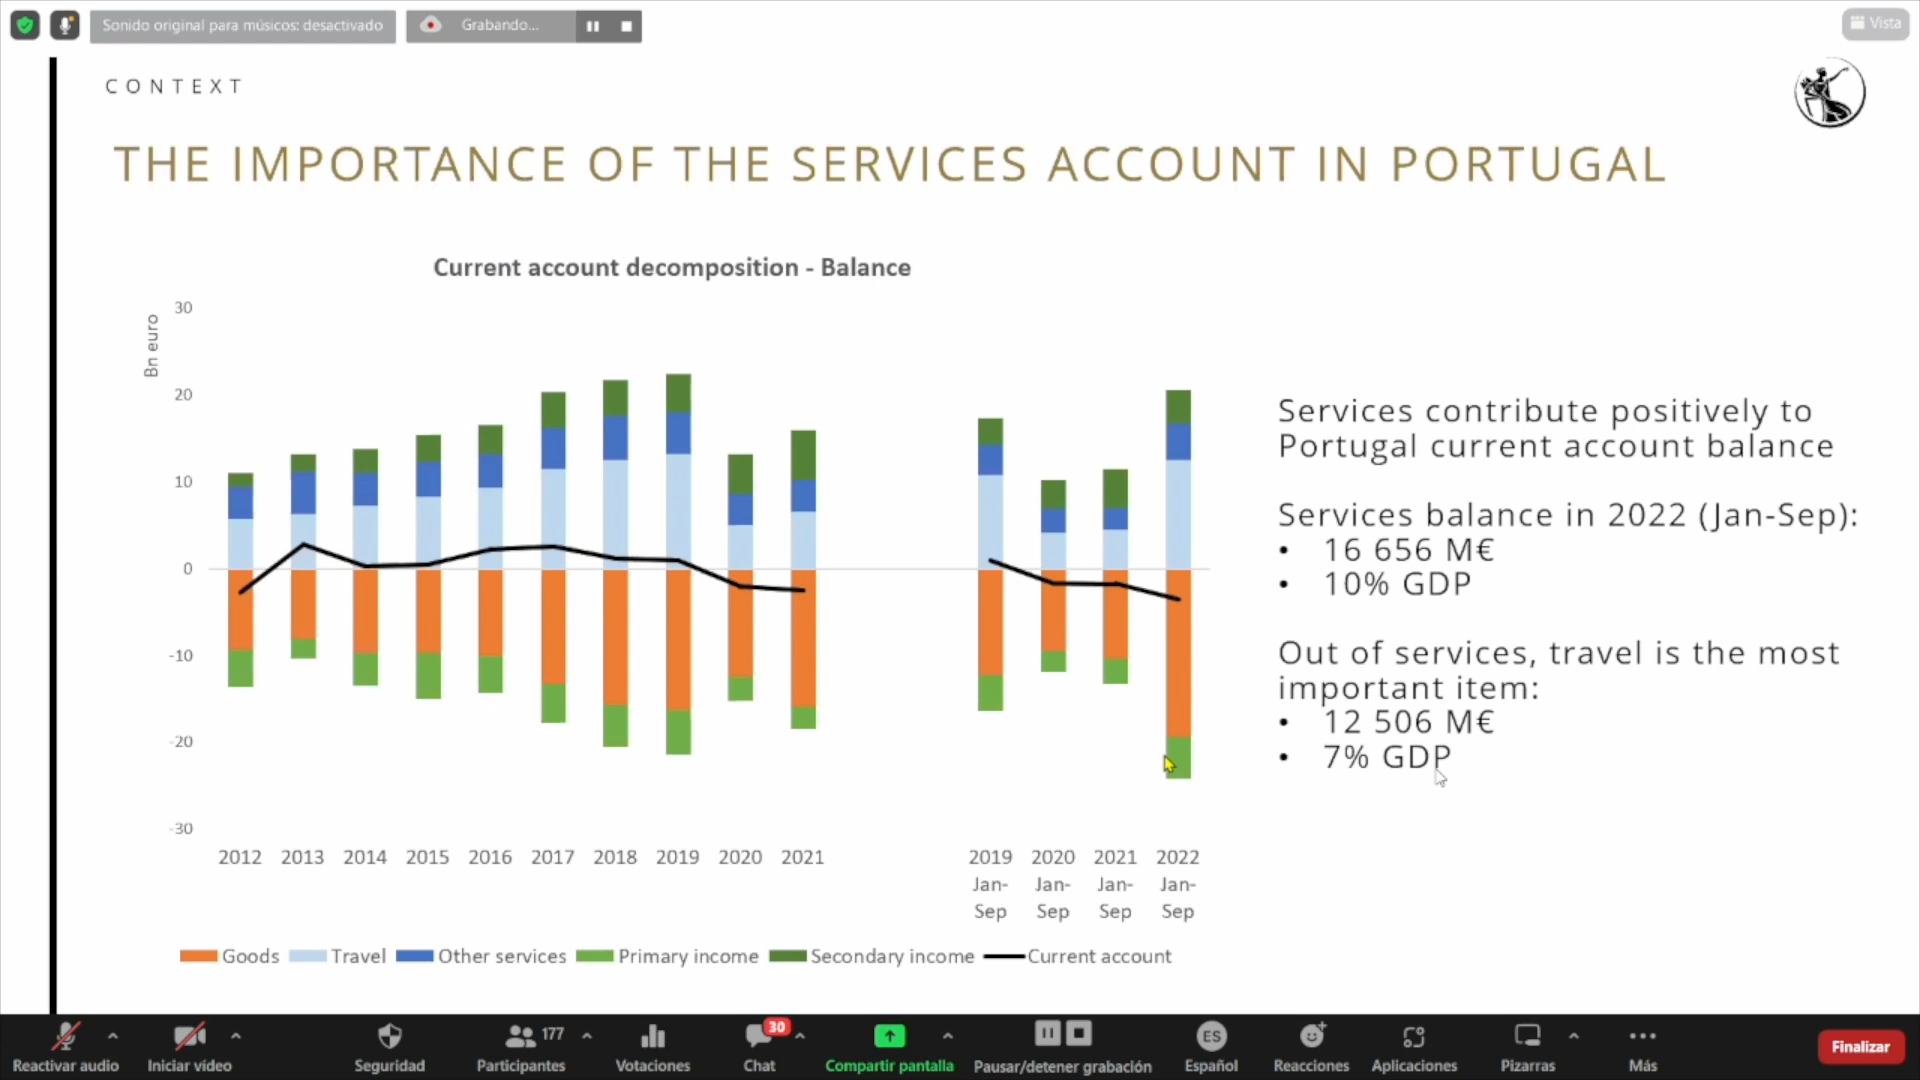 Sonido original para músicos: desactivado
Grabando...
Vista
CONTEXT
THE IMPORTANCE OF THE SERVICES ACCOUNT IN PORTUGAL
Current account decomposition - Balance
Bn euro
30
20
10
0
-10
-20
-30
2012 2013 2014 2015 2016 2017 2018 2019 2020 2021 2019 2020 2021 2022
Jan- Jan- Jan- Jan-
Sep Sep Sep Sep
Goods Travel Other services Primary income Secondary income Current account
Services contribute positively to
Portugal current account balance
Services balance in 2022 (Jan-Sep):
• 16 656 M€
• 10% GDP
Out of services, travel is the most
important item:
• 12 506 M€
• 7% GDP
177
30
ES
Reactivar audio Iniciar vídeo Seguridad Participantes Votaciones Chat Compartir pantalla Pausar/detener grabación Español Reacciones Aplicaciones Pizarras Más
Finalizar